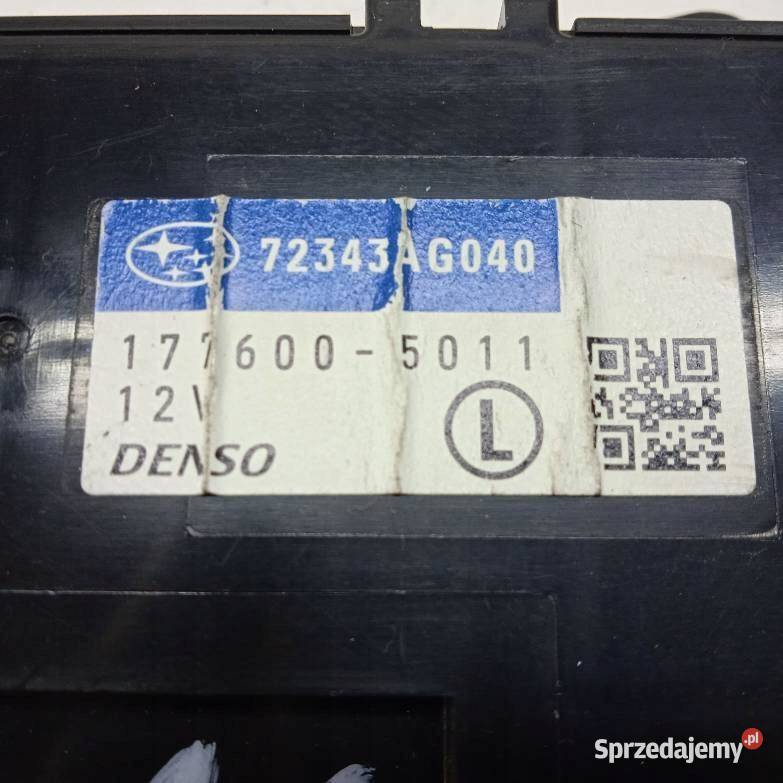 72343AG040
177600-5011
12V
DENSO
L
Sprzedajemy.pl